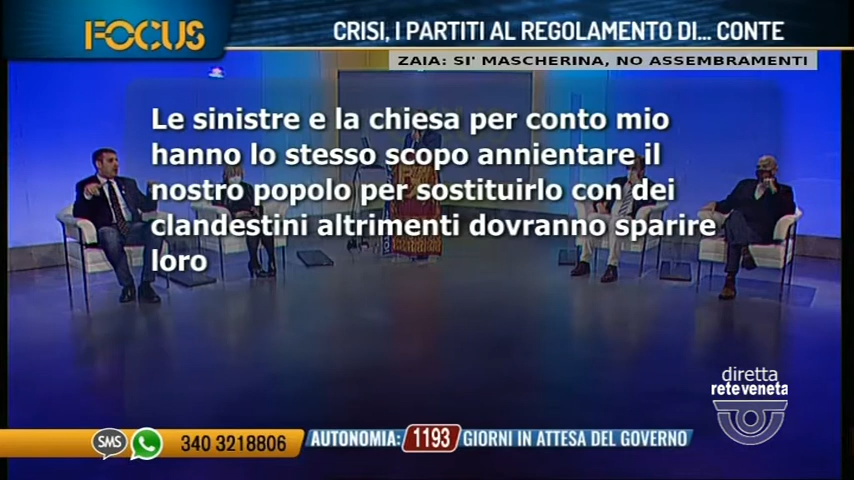 FOCUS
CRISI, I PARTITI AL REGOLAMENTO DI... CONTE
ZAIA: SI' MASCHERINA, NO ASSEMBRAMENTI
Le sinistre e la chiesa per conto mio
hanno lo stesso scopo annientare il
nostro popolo per sostituirlo con dei
clandestini altrimenti dovranno sparire
loro
diretta
reteveneta
SMS 340 3218806 AUTONOMIA: 1193 GIORNI IN ATTESA DEL GOVERNO